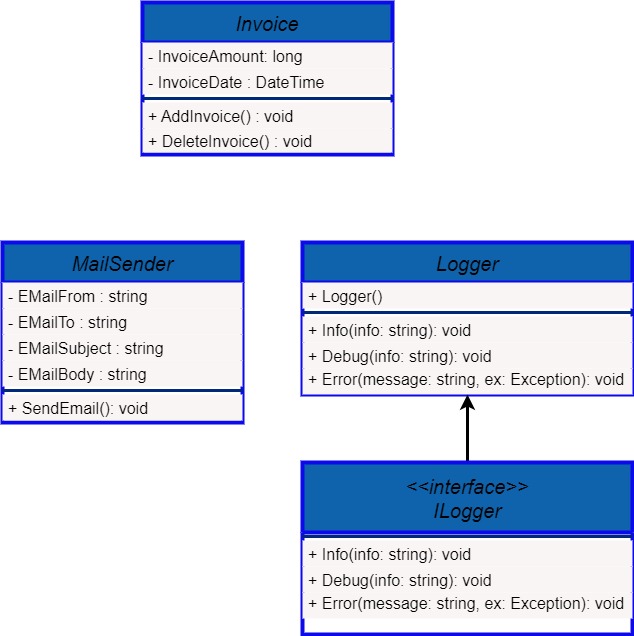 Invoice
- InvoiceAmount: long
- InvoiceDate : DateTime
+ AddInvoice() : void
+ DeleteInvoice() : void
MailSender
- EMailFrom : string
- EMailTo : string
- EMailSubject : string
- EMailBody : string
+ SendEmail(): void
Logger
+ Logger()
+ Info(info: string): void
+ Debug(info: string): void
+ Error(message: string, ex: Exception): void
<<interface>>
ILogger
+ Info(info: string): void
+ Debug(info: string): void
+ Error(message: string, ex: Exception): void